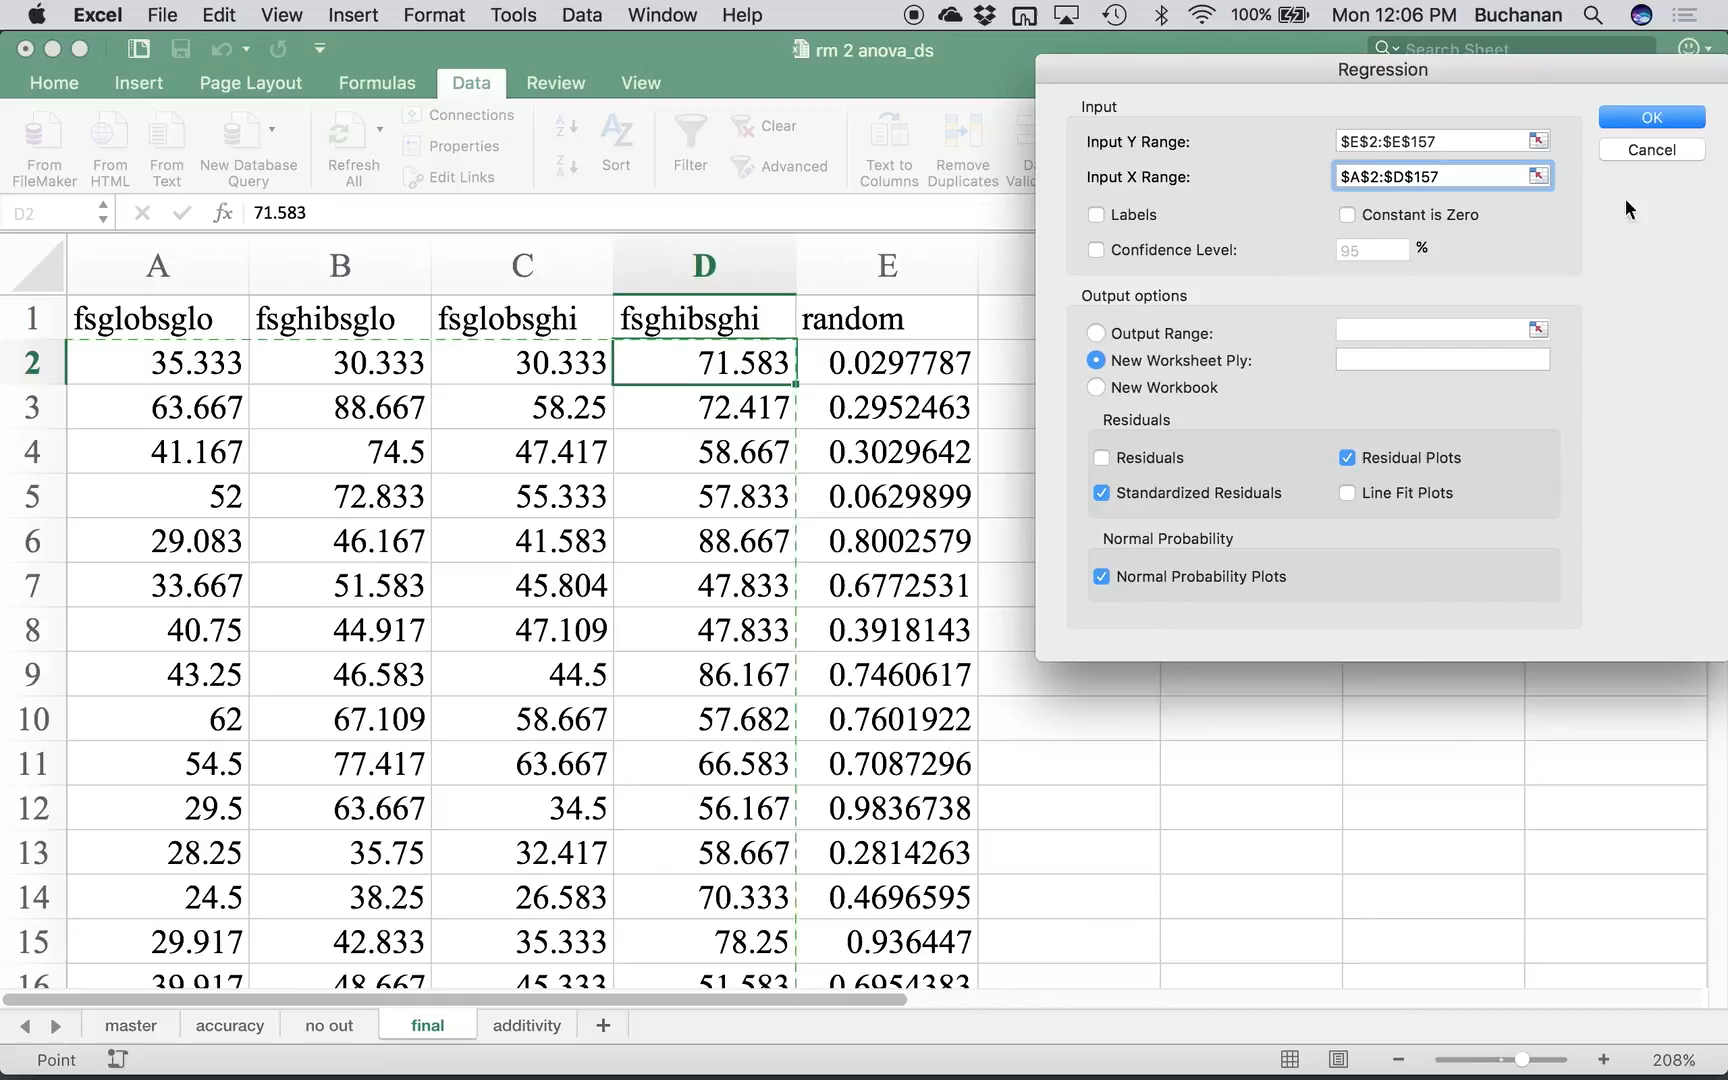 Excel File Edit View Insert Format Tools Data Window Help 100% Mon 12:06 PM Buchanan
rm 2 anova_ds
Search Sheet
Home Insert Page Layout Formulas Data Review View
From FileMaker
From HTML
From Text
New Database Query
Refresh All
Connections
Properties
Edit Links
Sort
Filter
Clear
Advanced
Text to Columns
Remove Duplicates
D2 fx 71.583
A B C D E
1 fsglobsglo fsghibsglo fsglobsghi fsghibsghi random
2 35.333 30.333 30.333 71.583 0.0297787
3 63.667 88.667 58.25 72.417 0.2952463
4 41.167 74.5 47.417 58.667 0.3029642
5 52 72.833 55.333 57.833 0.0629899
6 29.083 46.167 41.583 88.667 0.8002579
7 33.667 51.583 45.804 47.833 0.6772531
8 40.75 44.917 47.109 47.833 0.3918143
9 43.25 46.583 44.5 86.167 0.7460617
10 62 67.109 58.667 57.682 0.7601922
11 54.5 77.417 63.667 66.583 0.7087296
12 29.5 63.667 34.5 56.167 0.9836738
13 28.25 35.75 32.417 58.667 0.2814263
14 24.5 38.25 26.583 70.333 0.4696595
15 29.917 42.833 35.333 78.25 0.936447
16 39.917 48.667 45.333 51.583 0.6954383
Regression
Input
Input Y Range: $E$2:$E$157
Input X Range: $A$2:$D$157
Labels Constant is Zero
Confidence Level: 95 %
OK
Cancel
Output options
Output Range:
New Worksheet Ply:
New Workbook
Residuals
Residuals Residual Plots
Standardized Residuals Line Fit Plots
Normal Probability
Normal Probability Plots
master accuracy no out final additivity +
Point 208%